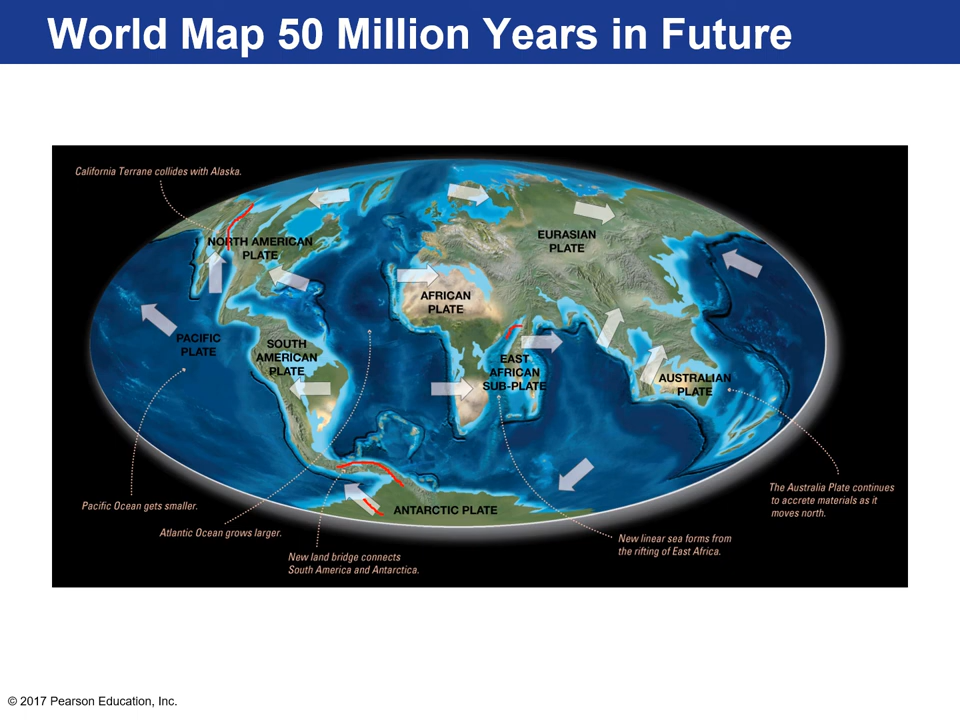 World Map 50 Million Years in Future
California Terrane collides with Alaska.
NORTH AMERICAN
PLATE
EURASIAN
PLATE
AFRICAN
PLATE
PACIFIC
PLATE
SOUTH
AMERICAN
PLATE
EAST
AFRICAN
SUB-PLATE
AUSTRALIAN
PLATE
ANTARCTIC PLATE
Pacific Ocean gets smaller.
Atlantic Ocean grows larger.
New land bridge connects
South America and Antarctica.
New linear sea forms from
the rifting of East Africa.
The Australia Plate continues
to accrete materials as it
moves north.
© 2017 Pearson Education, Inc.